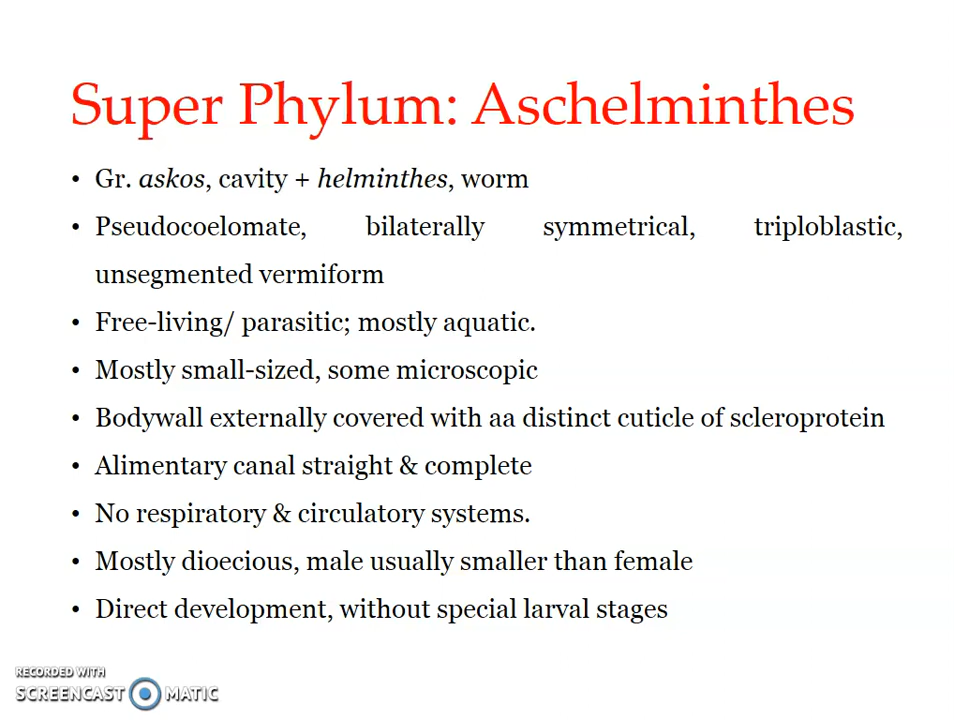 Super Phylum: Aschelminthes
• Gr. askos, cavity + helminthes, worm
• Pseudocoelomate, bilaterally symmetrical, triploblastic,
unsegmented vermiform
• Free-living/ parasitic; mostly aquatic.
• Mostly small-sized, some microscopic
• Bodywall externally covered with aa distinct cuticle of scleroprotein
• Alimentary canal straight & complete
• No respiratory & circulatory systems.
• Mostly dioecious, male usually smaller than female
• Direct development, without special larval stages
RECORDED WITH
SCREENCAST MATIC